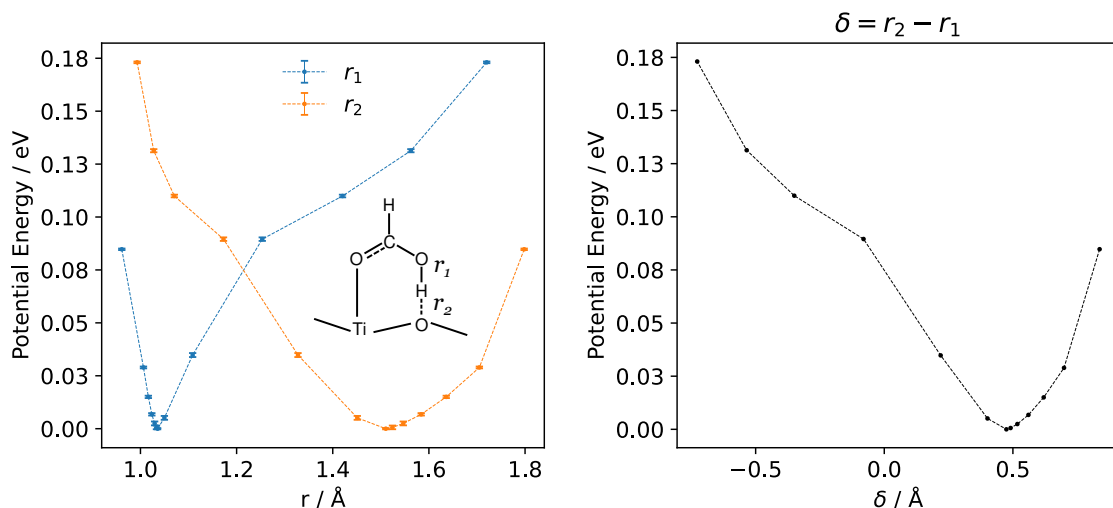 0.18
0.15
0.13
0.10
0.08
0.05
0.03
0.00
Potential Energy / eV
r₁
r₂
H
C
O
O
r₁
H
r₂
Ti
O
1.0
1.2
1.4
1.6
1.8
r / Å
δ = r₂ − r₁
0.18
0.15
0.13
0.10
0.08
0.05
0.03
0.00
Potential Energy / eV
−0.5
0.0
0.5
δ / Å